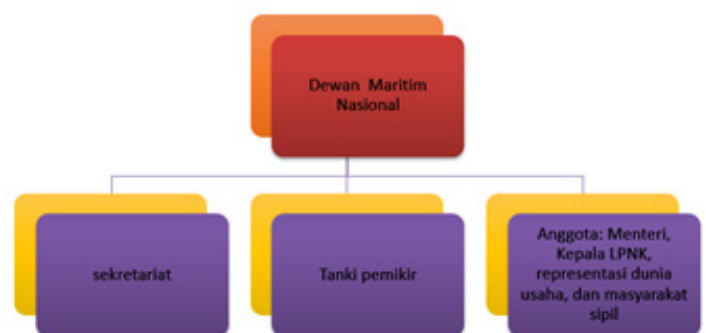 Dewan Maritim
Nasional
sekretariat
Tanki pemikir
Anggota: Menteri,
Kepala LPNK,
representasi dunia
usaha, dan masyarakat
sipil